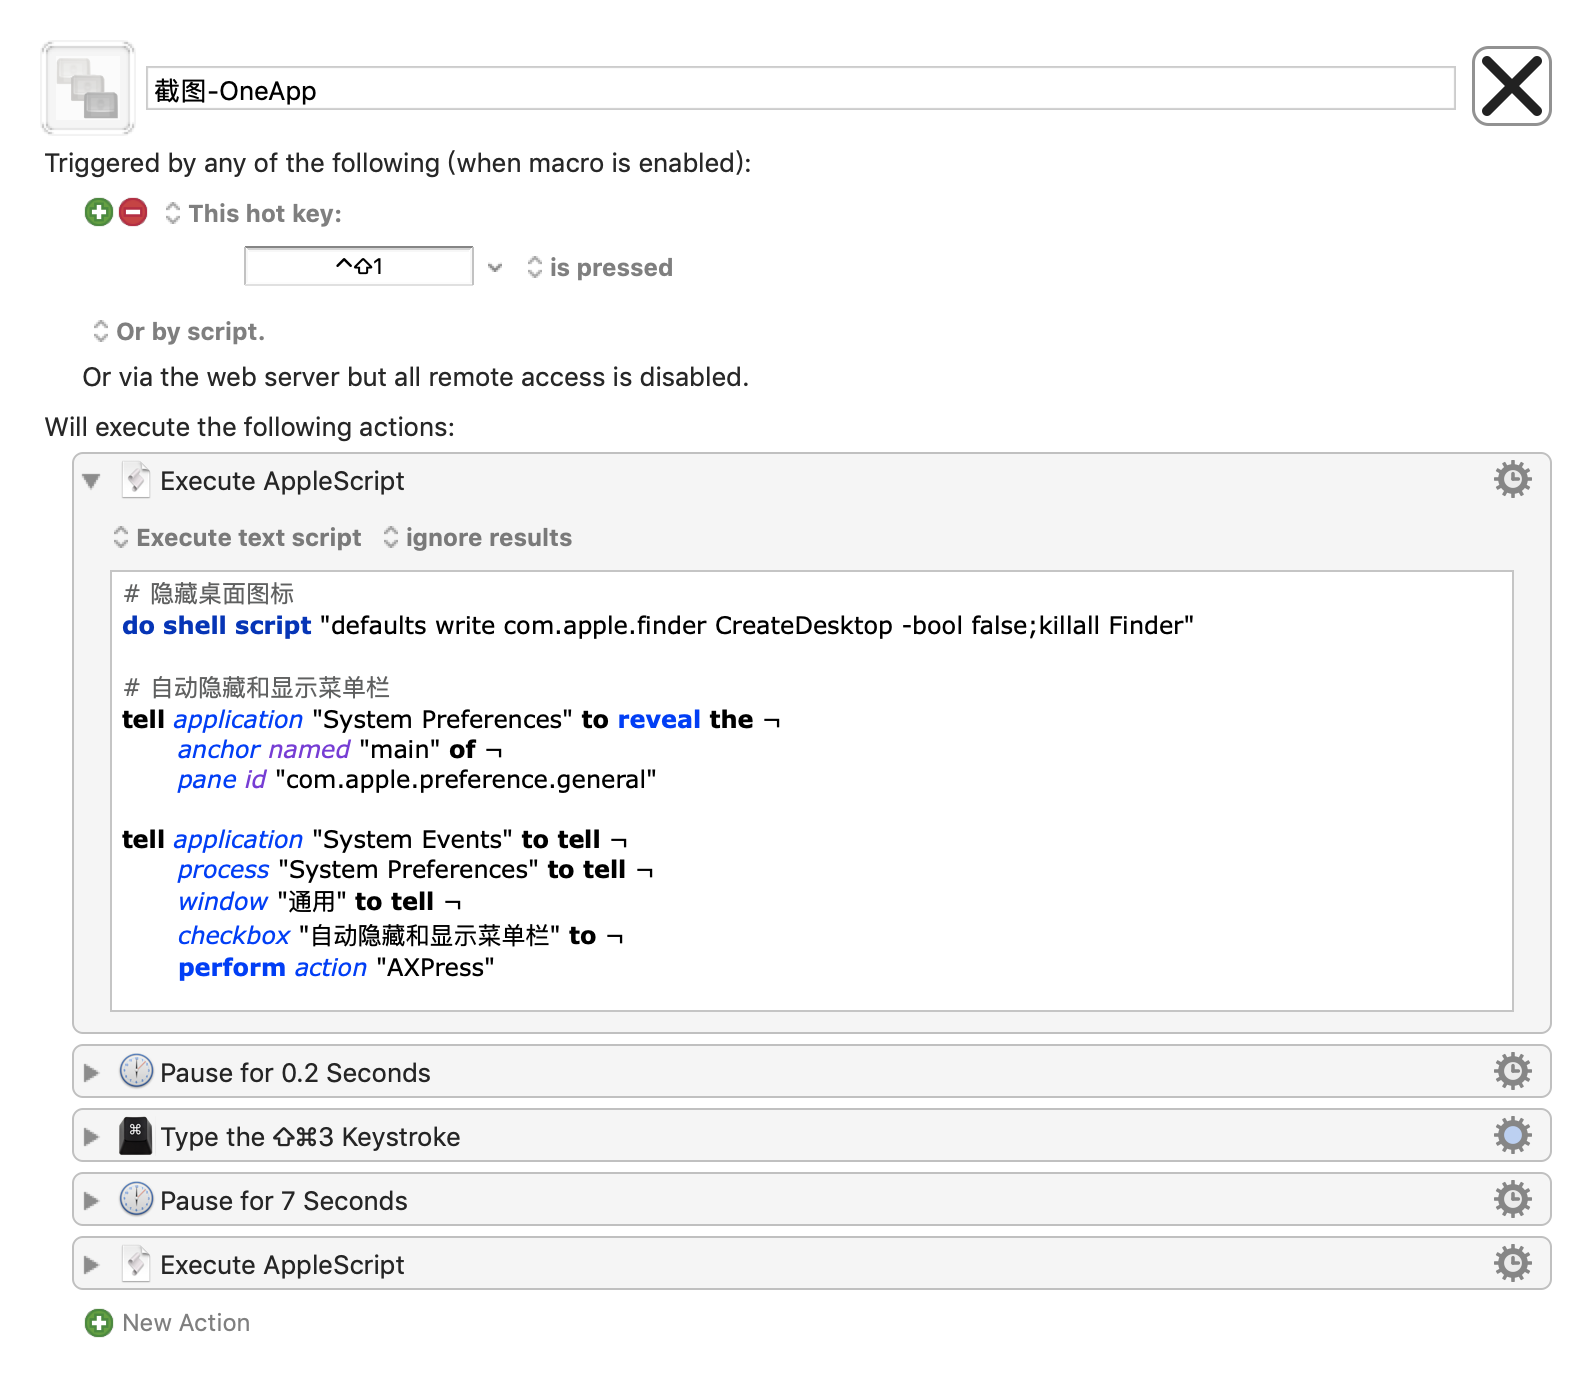 截图-OneApp
Triggered by any of the following (when macro is enabled):
This hot key:
^⇧1
is pressed
Or by script.
Or via the web server but all remote access is disabled.
Will execute the following actions:
Execute AppleScript
Execute text script ignore results
# 隐藏桌面图标
do shell script "defaults write com.apple.finder CreateDesktop -bool false;killall Finder"
# 自动隐藏和显示菜单栏
tell application "System Preferences" to reveal the ¬
anchor named "main" of ¬
pane id "com.apple.preference.general"
tell application "System Events" to tell ¬
process "System Preferences" to tell ¬
window "通用" to tell ¬
checkbox "自动隐藏和显示菜单栏" to ¬
perform action "AXPress"
Pause for 0.2 Seconds
Type the ⇧⌘3 Keystroke
Pause for 7 Seconds
Execute AppleScript
New Action